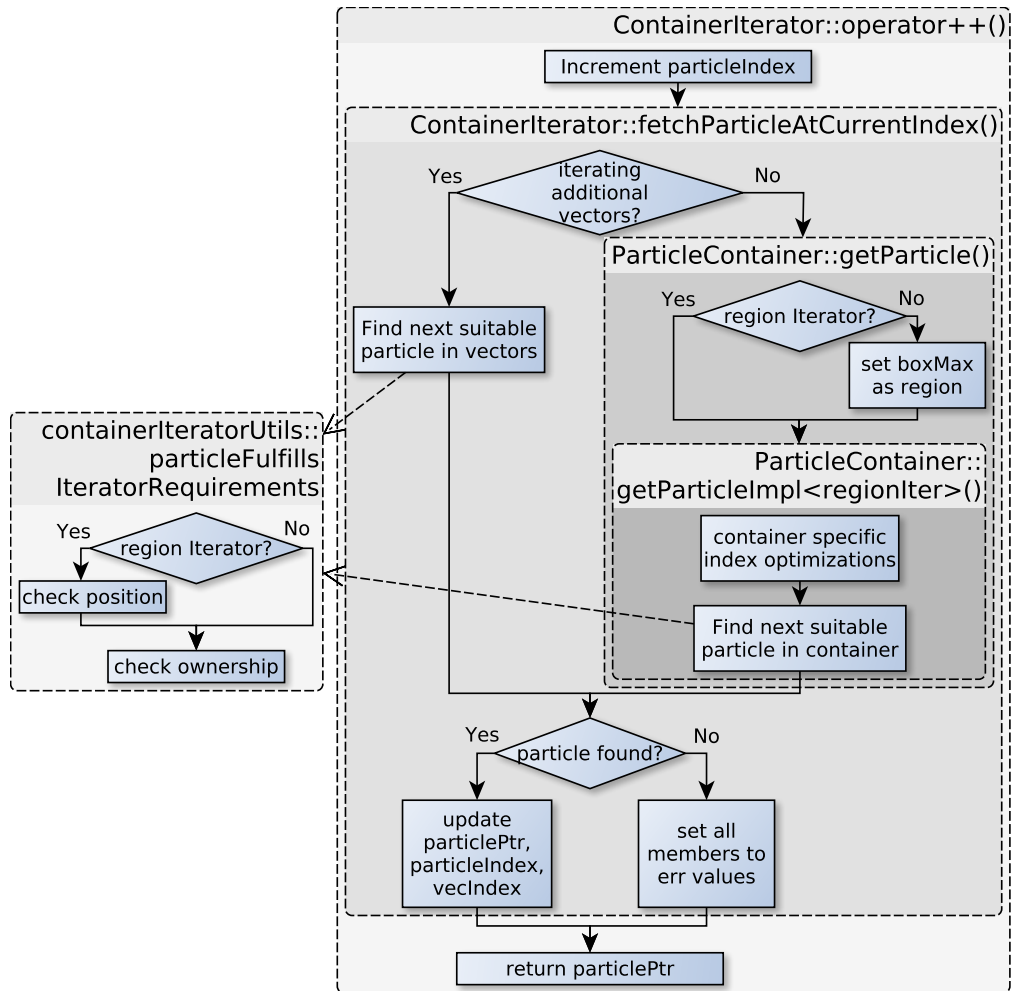 ContainerIterator::operator++()
Increment particleIndex
ContainerIterator::fetchParticleAtCurrentIndex()
iterating
additional
vectors?
Yes
No
ParticleContainer::getParticle()
Find next suitable
particle in vectors
region Iterator?
Yes
No
set boxMax
as region
containerIteratorUtils::
particleFulfills
IteratorRequirements
region Iterator?
Yes
No
check position
check ownership
ParticleContainer::
getParticleImpl<regionIter>()
container specific
index optimizations
Find next suitable
particle in container
particle found?
Yes
No
update
particlePtr,
particleIndex,
vecIndex
set all
members to
err values
return particlePtr